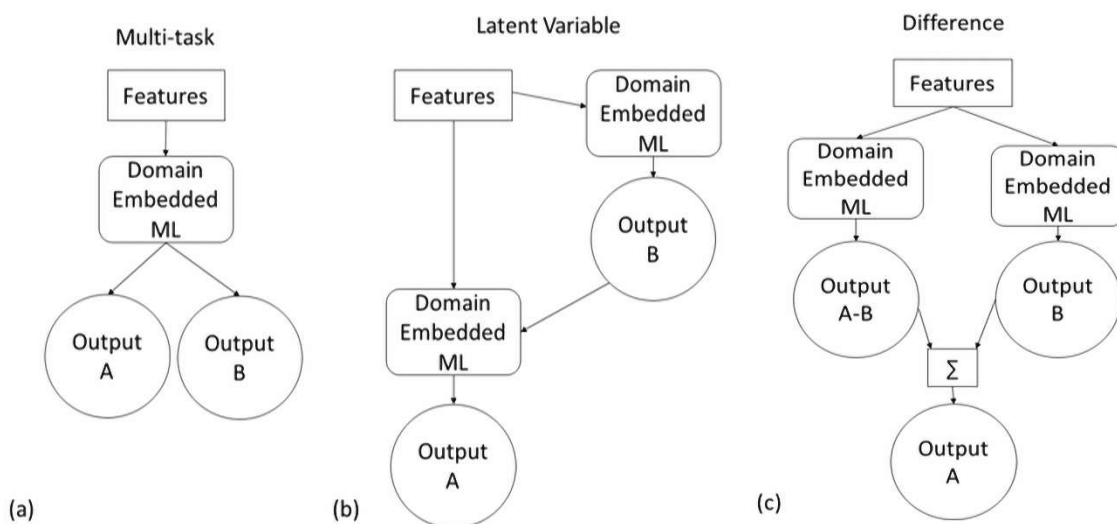 Multi-task
Features
Domain
Embedded
ML
Output
A
Output
B
(a)
Latent Variable
Features
Domain
Embedded
ML
Output
B
Domain
Embedded
ML
Output
A
(b)
Difference
Features
Domain
Embedded
ML
Domain
Embedded
ML
Output
A-B
Output
B
Σ
Output
A
(c)